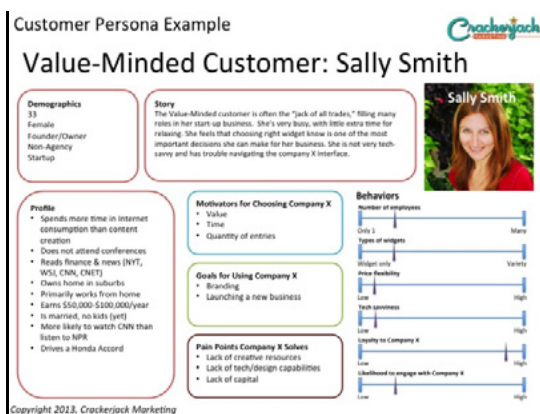 Customer Persona Example
Crackerjack
MARKETING
Value-Minded Customer: Sally Smith
Demographics
33
Female
Founder/Owner
Non-Agency
Startup
Story
The Value-Minded customer is often the "jack of all trades," filling many
roles in her start-up business. She's very busy, with little extra time for
relaxing. She feels that choosing right widget know is one of the most
important decisions she can make for her business. She is not very tech-
savvy and has trouble navigating the company X interface.
Sally Smith
Profile
• Spends more time in Internet
consumption than content
creation
• Does not attend conferences
• Reads finance & news (NYT,
WSJ, CNN, CNET)
• Owns home in suburbs
• Primarily works from home
• Earns $50,000-$100,000/year
• Is married, no kids (yet)
• More likely to watch CNN than
listen to NPR
• Drives a Honda Accord
Motivators for Choosing Company X
• Value
• Time
• Quantity of entries
Goals for Using Company X
• Branding
• Launching a new business
Pain Points Company X Solves
• Lack of creative resources
• Lack of tech/design capabilities
• Lack of capital
Behaviors
Number of employees
Only 1 Many
Types of widgets
Widget only Variety
Price flexibility
Low High
Tech savviness
Low High
Loyalty to Company X
Low High
Likelihood to engage with Company X
Low High
Copyright 2013, Crackerjack Marketing